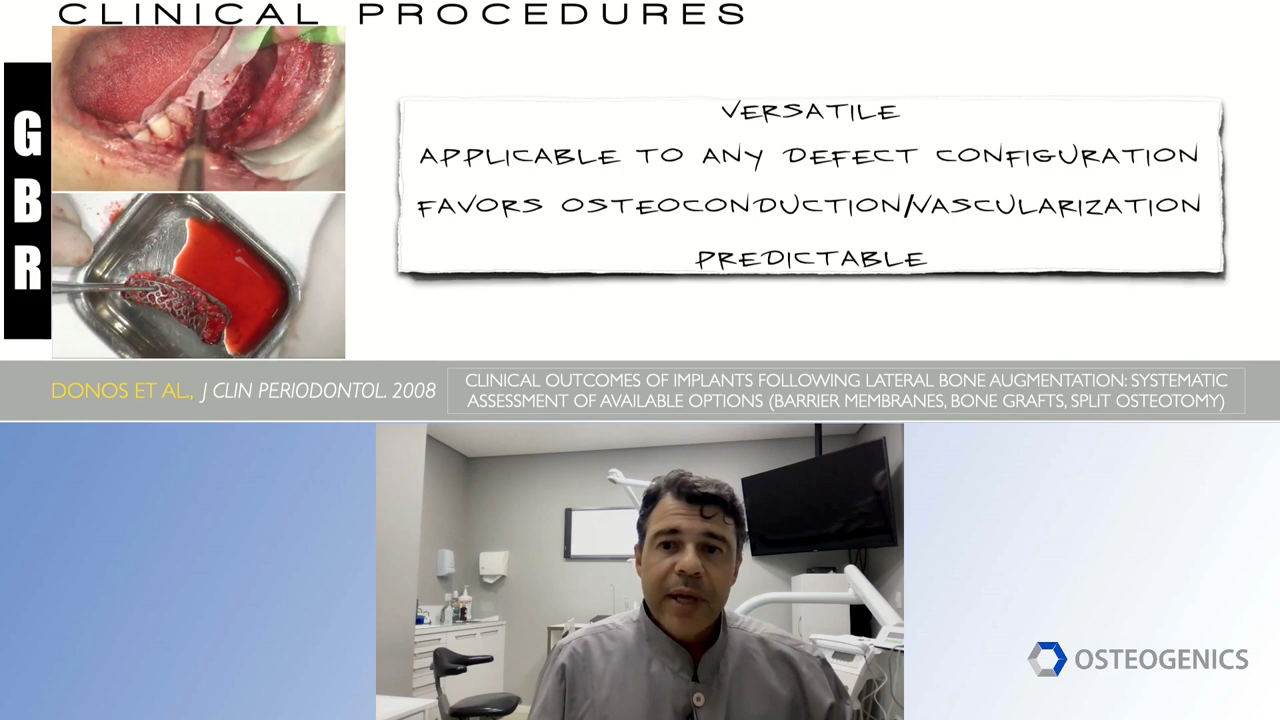 CLINICAL PROCEDURES
GBR
VERSATILE
APPLICABLE TO ANY DEFECT CONFIGURATION
FAVORS OSTEOCONDUCTION/VASCULARIZATION
PREDICTABLE
DONOS ET AL., J CLIN PERIODONTOL. 2008
CLINICAL OUTCOMES OF IMPLANTS FOLLOWING LATERAL BONE AUGMENTATION: SYSTEMATIC
ASSESSMENT OF AVAILABLE OPTIONS (BARRIER MEMBRANES, BONE GRAFTS, SPLIT OSTEOTOMY)
OSTEOGENICS